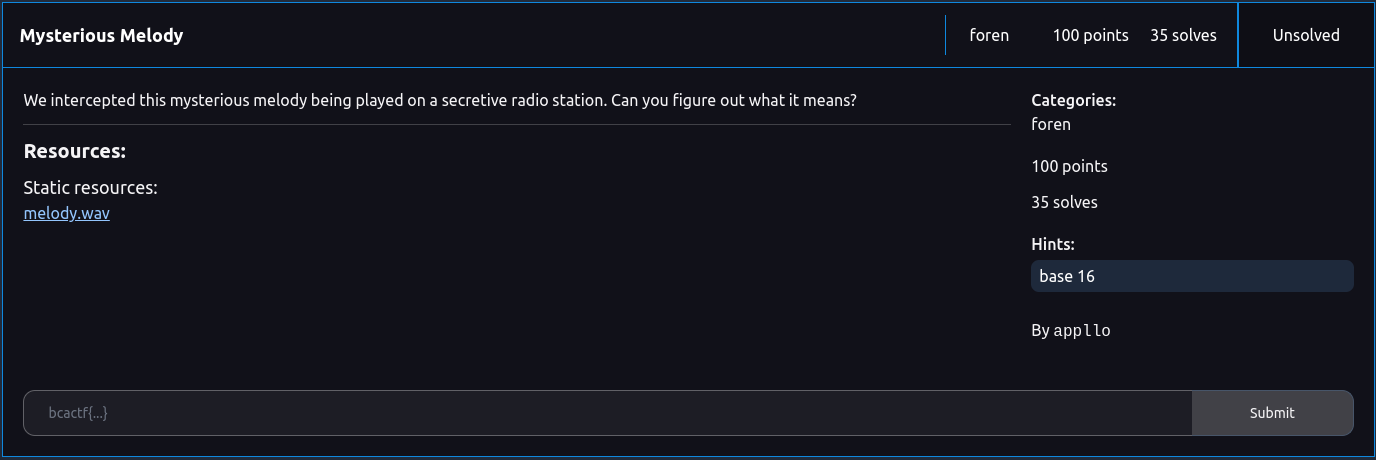 Mysterious Melody
foren
100 points
35 solves
Unsolved
We intercepted this mysterious melody being played on a secretive radio station. Can you figure out what it means?
Resources:
Static resources:
melody.wav
Categories:
foren
100 points
35 solves
Hints:
base 16
By appllo
bcactf{...}
Submit